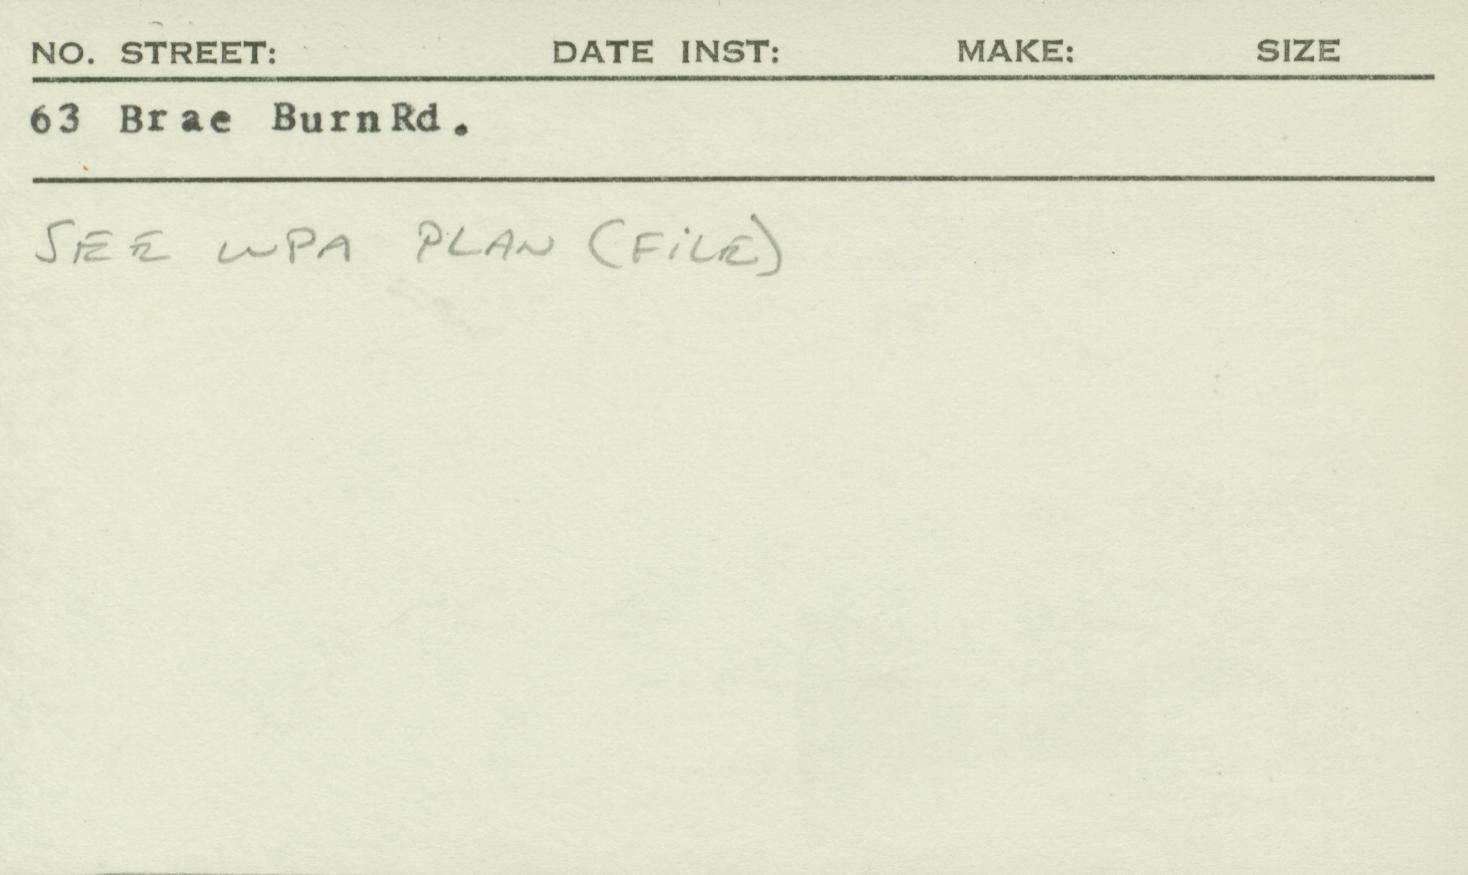 NO. STREET: DATE INST: MAKE: SIZE
63 Brae Burn Rd.
SEE WPA PLAN (FILE)